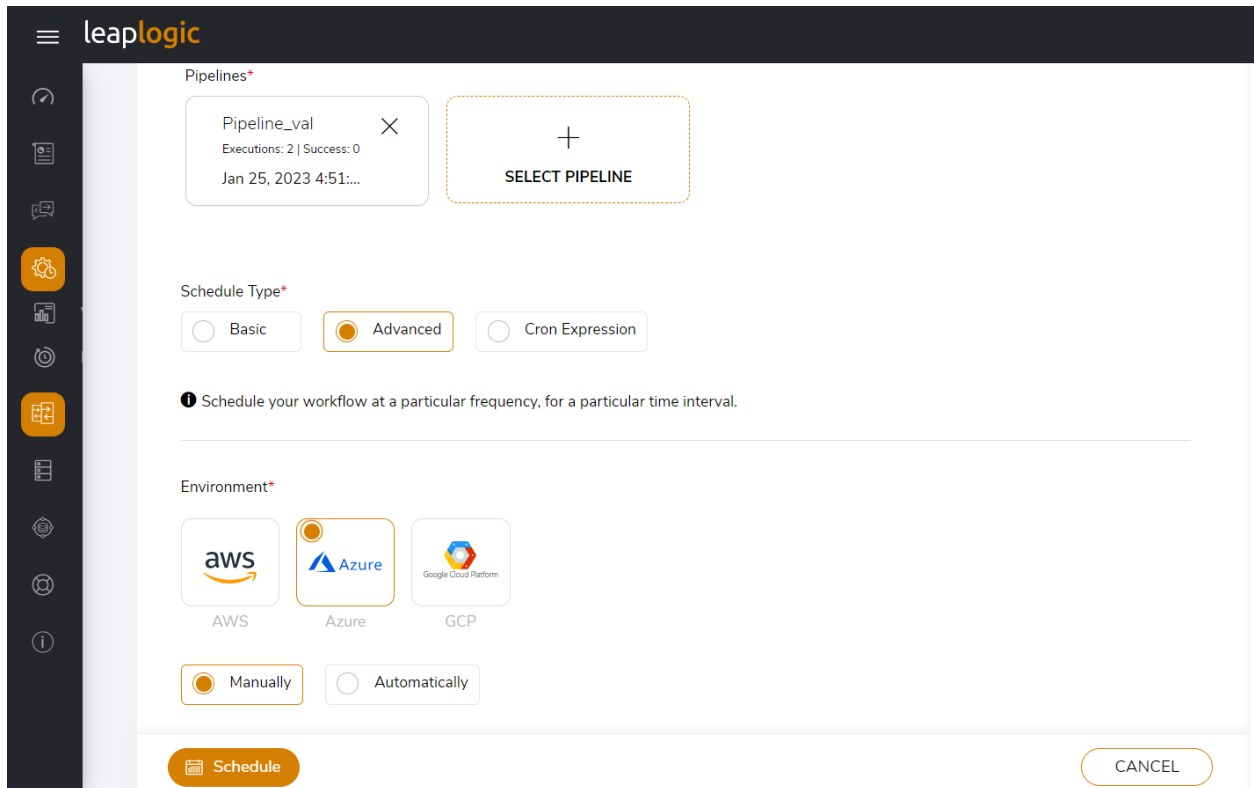 leaplogic
Pipelines*
Pipeline_val
Executions: 2 | Success: 0
Jan 25, 2023 4:51:...
SELECT PIPELINE
Schedule Type*
Basic
Advanced
Cron Expression
Schedule your workflow at a particular frequency, for a particular time interval.
Environment*
aws
Azure
Google Cloud Platform
AWS
Azure
GCP
Manually
Automatically
Schedule
CANCEL